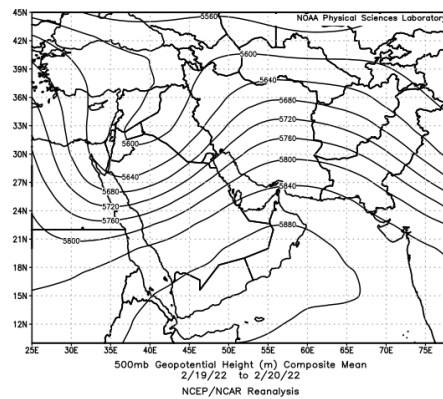 NOAA Physical Sciences Laboratory
45N
42N
39N
36N
33N
30N
27N
24N
21N
18N
15N
12N
5560
5600
5640
5680
5720
5760
5800
5840
5880
5600
5640
5680
5720
5760
5800
25E 30E 35E 40E 45E 50E 55E 60E 65E 70E 75E
500mb Geopotential Height (m) Composite Mean
2/19/22 to 2/20/22
NCEP/NCAR Reanalysis